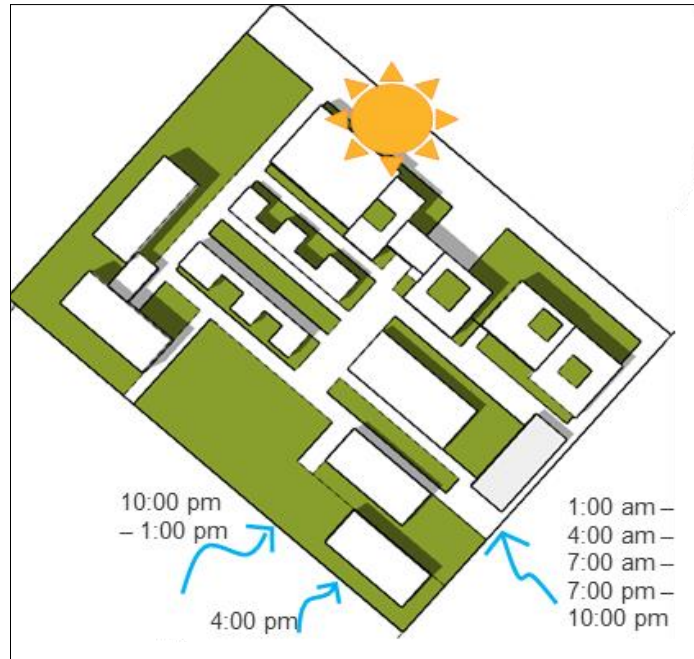 10:00 pm
– 1:00 pm
4:00 pm
1:00 am –
4:00 am –
7:00 am –
7:00 pm –
10:00 pm